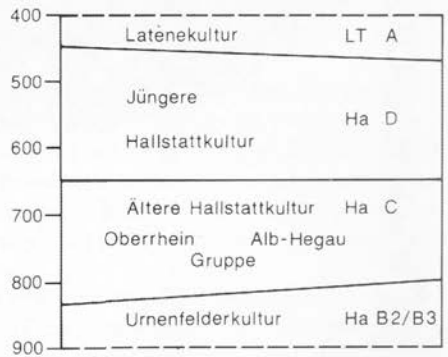 400
Latènekultur LT A
500
Jüngere
Ha D
600
Hallstattkultur
700
Ältere Hallstattkultur Ha C
Oberrhein Alb-Hegau
Gruppe
800
Urnenfelderkultur Ha B2/B3
900